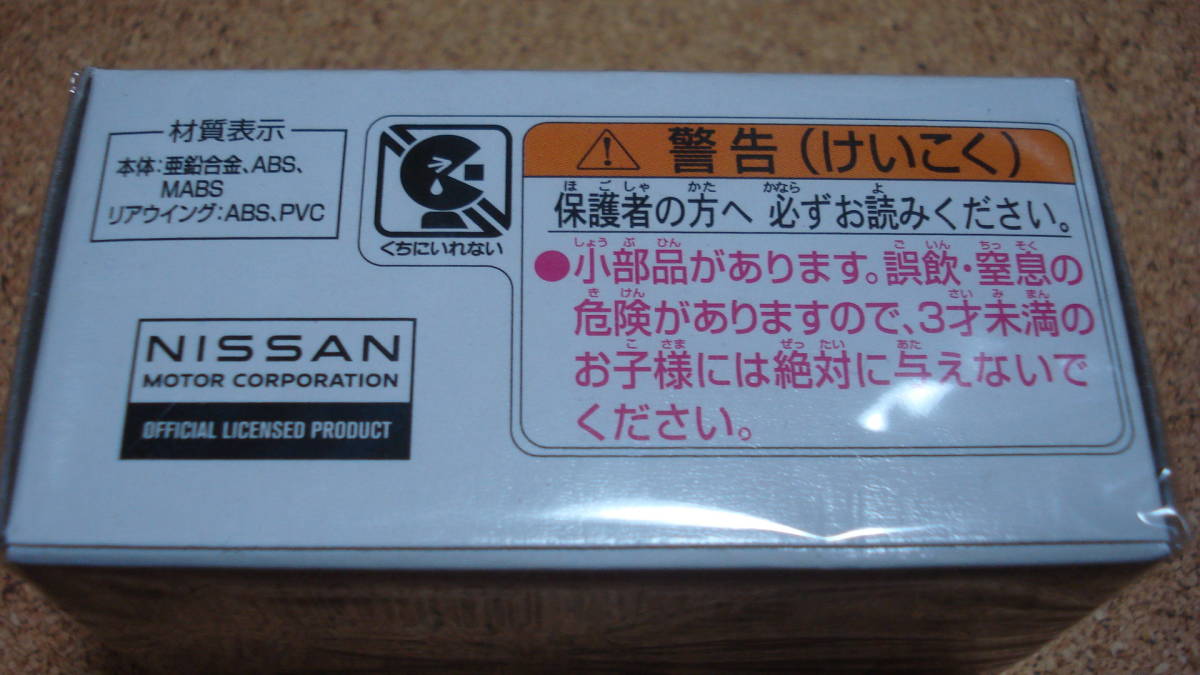 材質表示
本体:亜鉛合金、ABS、
MABS
リアウイング:ABS、PVC
くちにいれない
NISSAN
MOTOR CORPORATION
OFFICIAL LICENSED PRODUCT
警告(けいこく)
ほごしゃ かた かなら よ
保護者の方へ 必ずお読みください。
しょうぶひん ごいん ちっそく
●小部品があります。誤飲・窒息の
きけん さいみまん
危険がありますので、3才未満の
こさま ぜったい あた
お子様には絶対に与えないで
ください。